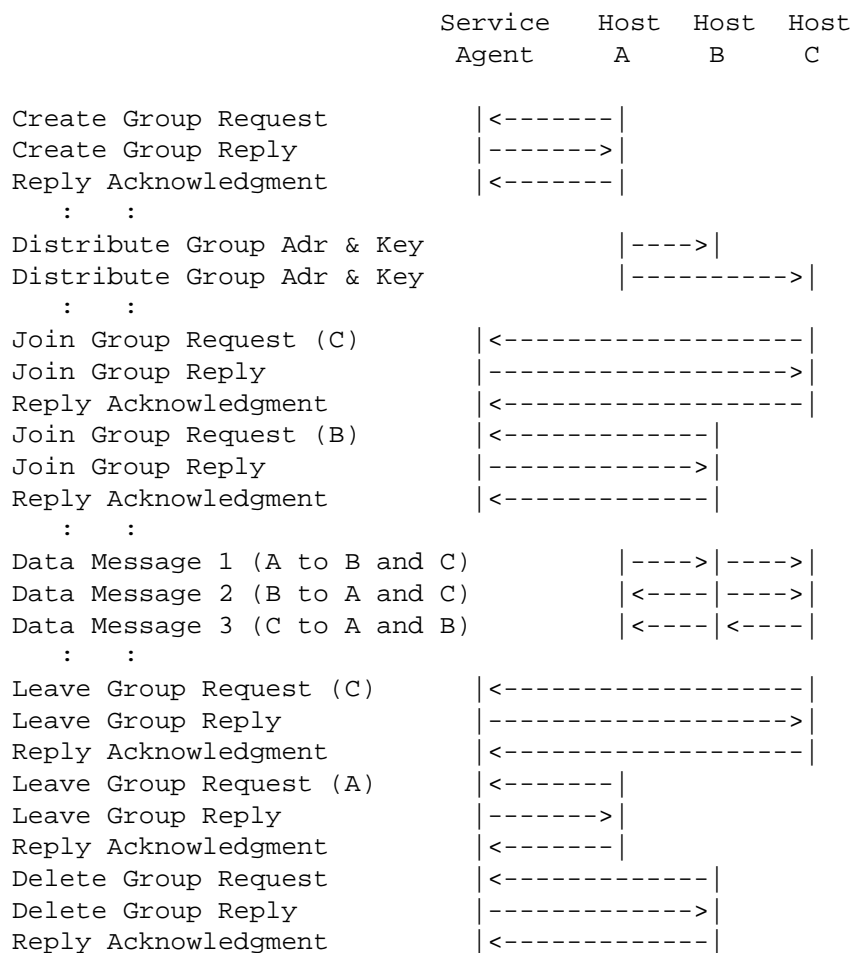 Service   Host  Host  Host
                            Agent     A     B     C

Create Group Request         |<-------|
Create Group Reply           |------->|
Reply Acknowledgment         |<-------|
   :   :
Distribute Group Adr & Key            |---->|
Distribute Group Adr & Key            |---------->|
   :   :
Join Group Request (C)       |<-------------------|
Join Group Reply             |------------------->|
Reply Acknowledgment         |<-------------------|
Join Group Request (B)       |<-------------|
Join Group Reply             |------------->|
Reply Acknowledgment         |<-------------|
   :   :
Data Message 1 (A to B and C)         |---->|---->|
Data Message 2 (B to A and C)         |<----|---->|
Data Message 3 (C to A and B)         |<----|<----|
   :   :
Leave Group Request (C)      |<-------------------|
Leave Group Reply            |------------------->|
Reply Acknowledgment         |<-------------------|
Leave Group Request (A)      |<-------|
Leave Group Reply            |------->|
Reply Acknowledgment         |<-------|
Delete Group Request         |<-------------|
Delete Group Reply           |------------->|
Reply Acknowledgment         |<-------------|